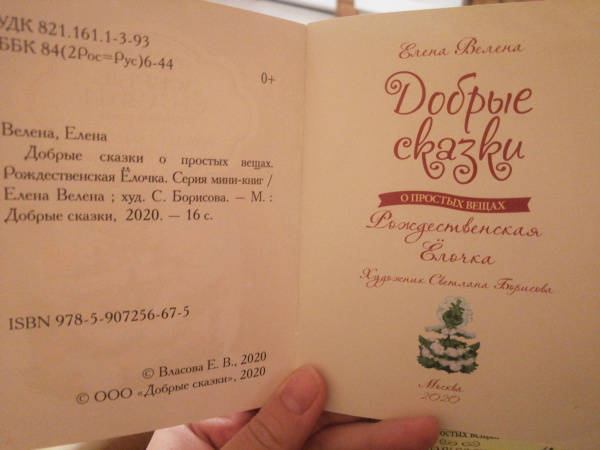 УДК 821.161.1-3-93
ББК 84(2Рос=Рус)6-44
0+
Велена, Елена
Добрые сказки о простых вещах.
Рождественская Ёлочка. Серия мини-книг /
Елена Велена ; худ. С. Борисова. – М. :
Добрые сказки, 2020. – 16 с.
ISBN 978-5-907256-67-5
© Власова Е. В., 2020
© ООО «Добрые сказки», 2020
Елена Велена
Добрые
сказки
О ПРОСТЫХ ВЕЩАХ
Рождественская
Ёлочка
Художник Светлана Борисова
Москва
2020